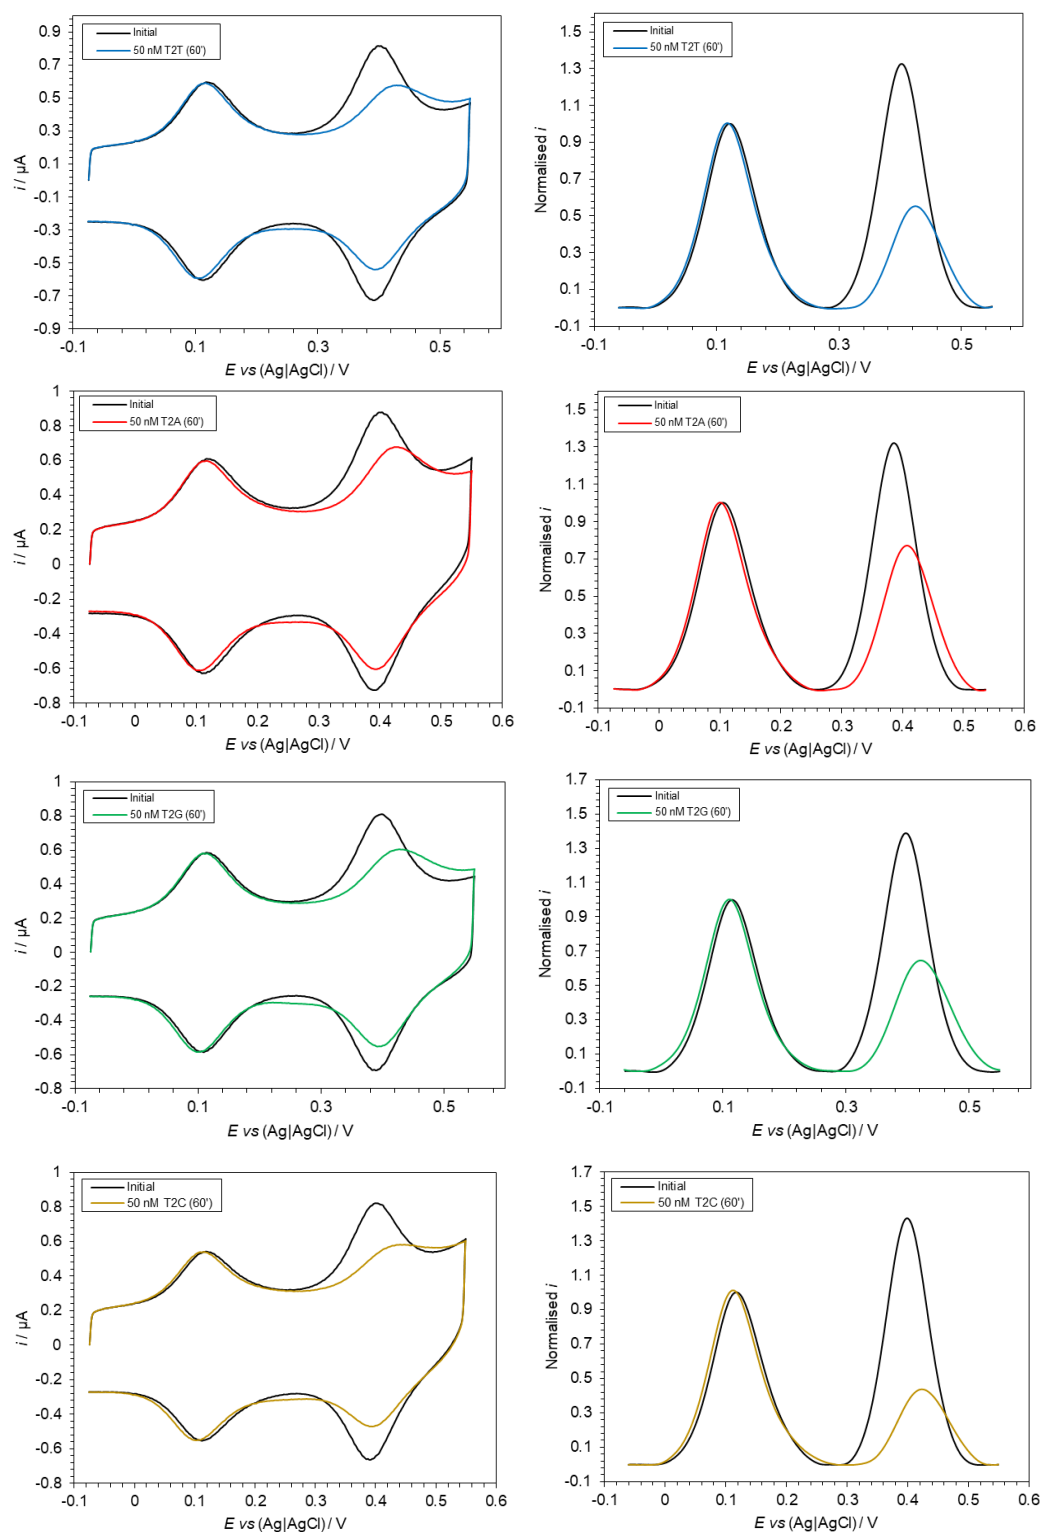 Initial
50 nM T2T (60')
0.9
0.7
0.5
0.3
0.1
-0.1
-0.3
-0.5
-0.7
-0.9
i / µA
-0.1 0.1 0.3 0.5
E vs (Ag|AgCl) / V
Initial
50 nM T2T (60')
1.5
1.3
1.1
0.9
0.7
0.5
0.3
0.1
-0.1
Normalised i
-0.1 0.1 0.3 0.5
E vs (Ag|AgCl) / V
Initial
50 nM T2A (60')
1
0.8
0.6
0.4
0.2
0
-0.2
-0.4
-0.6
-0.8
i / µA
-0.1 0 0.1 0.2 0.3 0.4 0.5 0.6
E vs (Ag|AgCl) / V
Initial
50 nM T2A (60')
1.5
1.3
1.1
0.9
0.7
0.5
0.3
0.1
-0.1
Normailsed i
-0.1 0 0.1 0.2 0.3 0.4 0.5 0.6
E vs (Ag|AgCl) / V
Initial
50 nM T2G (60')
1
0.8
0.6
0.4
0.2
0
-0.2
-0.4
-0.6
-0.8
i / µA
-0.1 0.1 0.3 0.5
E vs (Ag|AgCl) / V
Initial
50 nM T2G (60')
1.7
1.5
1.3
1.1
0.9
0.7
0.5
0.3
0.1
-0.1
Normalised i
-0.1 0.1 0.3 0.5
E vs (Ag|AgCl) / V
Initial
50 nM T2C (60')
1
0.8
0.6
0.4
0.2
0
-0.2
-0.4
-0.6
-0.8
i / µA
-0.1 0 0.1 0.2 0.3 0.4 0.5 0.6
E vs (Ag|AgCl) / V
Initial
50 nM T2C (60')
1.7
1.5
1.3
1.1
0.9
0.7
0.5
0.3
0.1
-0.1
Normalised i
-0.1 0 0.1 0.2 0.3 0.4 0.5 0.6
E vs (Ag|AgCl) / V